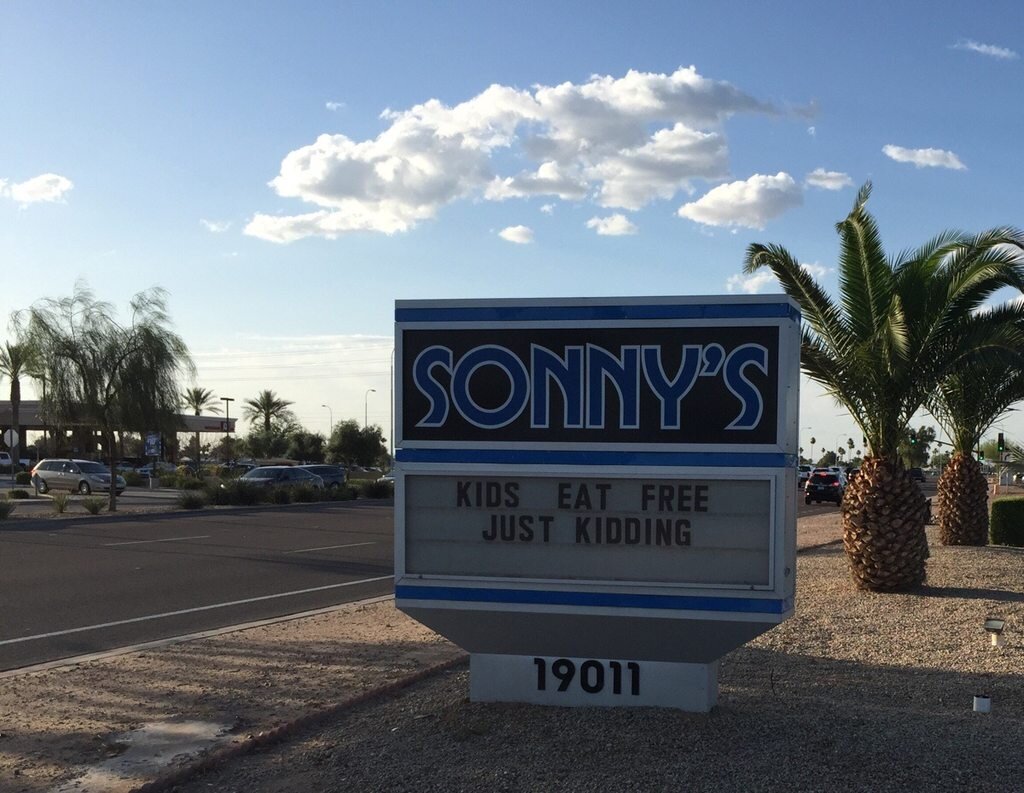 SONNY'S
KIDS EAT FREE
JUST KIDDING
19011